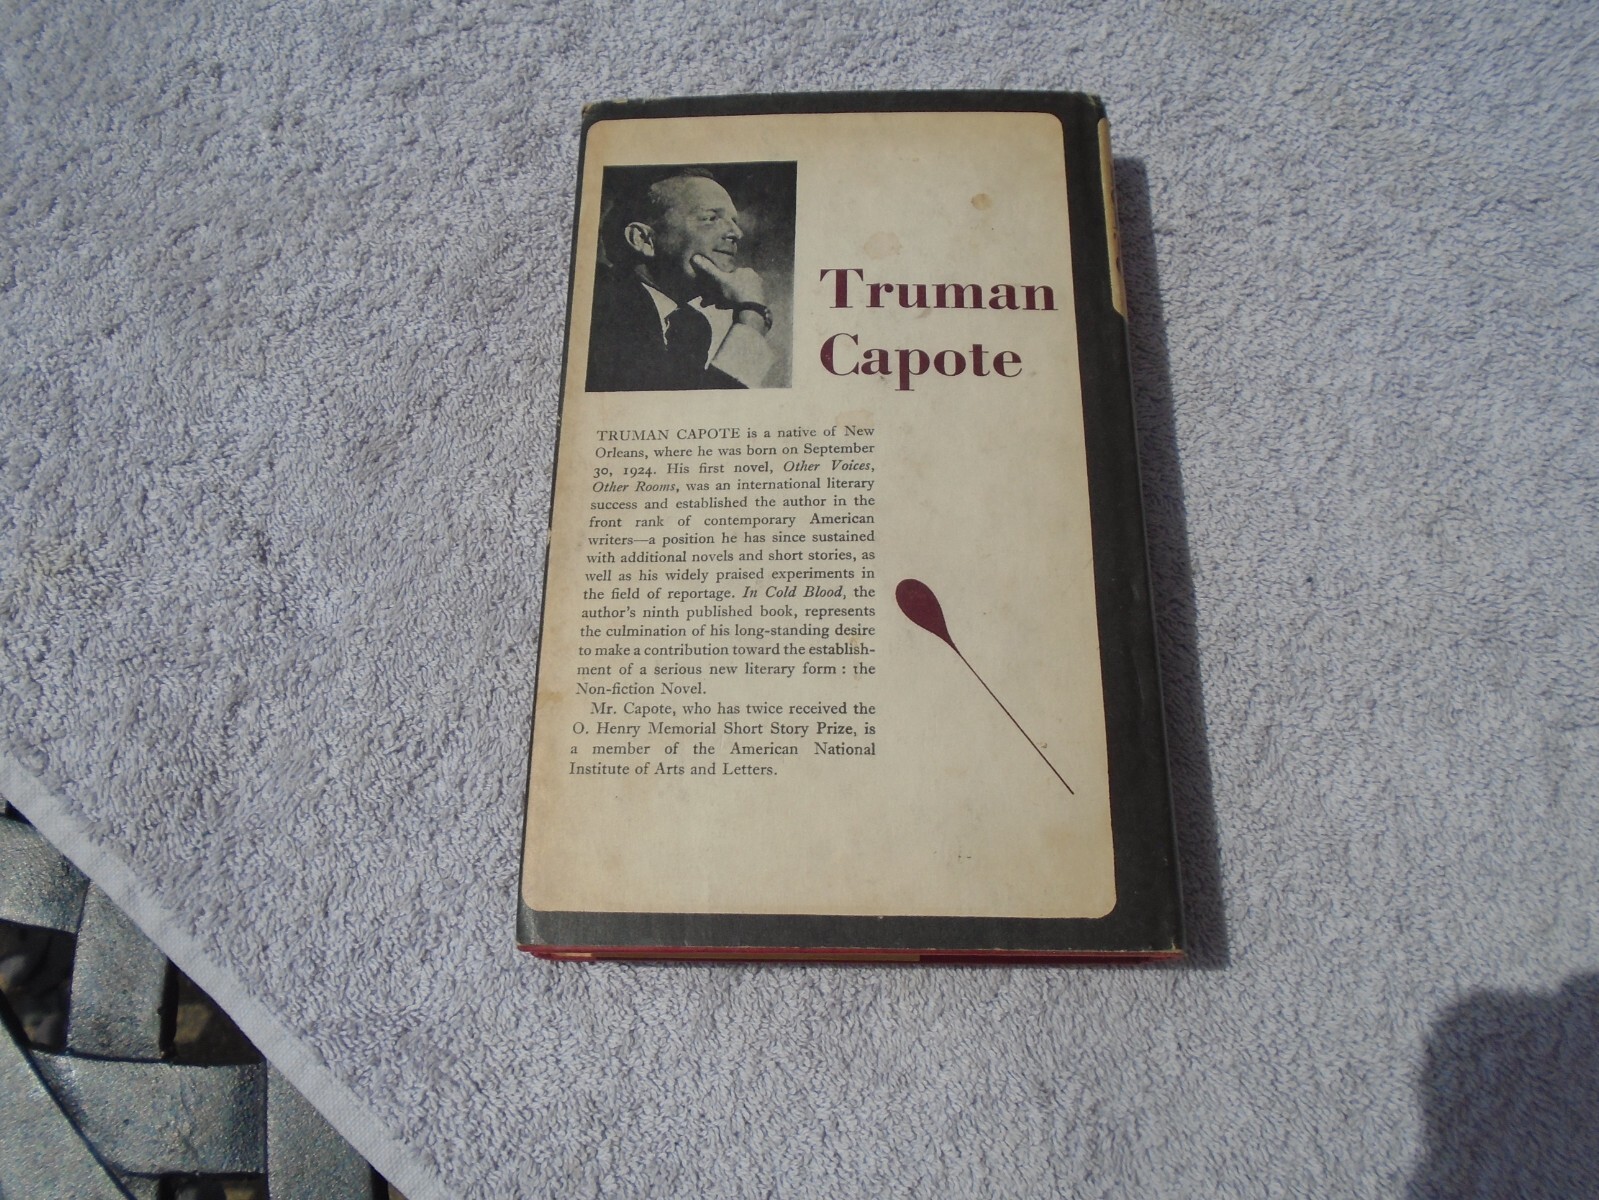 Truman
Capote
TRUMAN CAPOTE is a native of New
Orleans, where he was born on September
30, 1924. His first novel, Other Voices,
Other Rooms, was an international literary
success and established the author in the
front rank of contemporary American
writers—a position he has since sustained
with additional novels and short stories, as
well as his widely praised experiments in
the field of reportage. In Cold Blood, the
author's ninth published book, represents
the culmination of his long-standing desire
to make a contribution toward the establish-
ment of a serious new literary form : the
Non-fiction Novel.
Mr. Capote, who has twice received the
O. Henry Memorial Short Story Prize, is
a member of the American National
Institute of Arts and Letters.